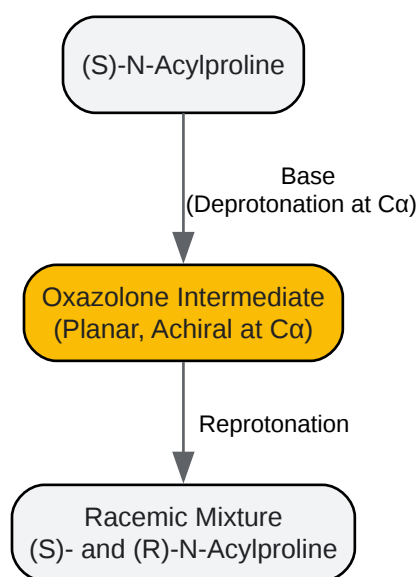 (S)-N-Acylproline
Base
(Deprotonation at Cα)
Oxazolone Intermediate
(Planar, Achiral at Cα)
Reprotonation
Racemic Mixture
(S)- and (R)-N-Acylproline